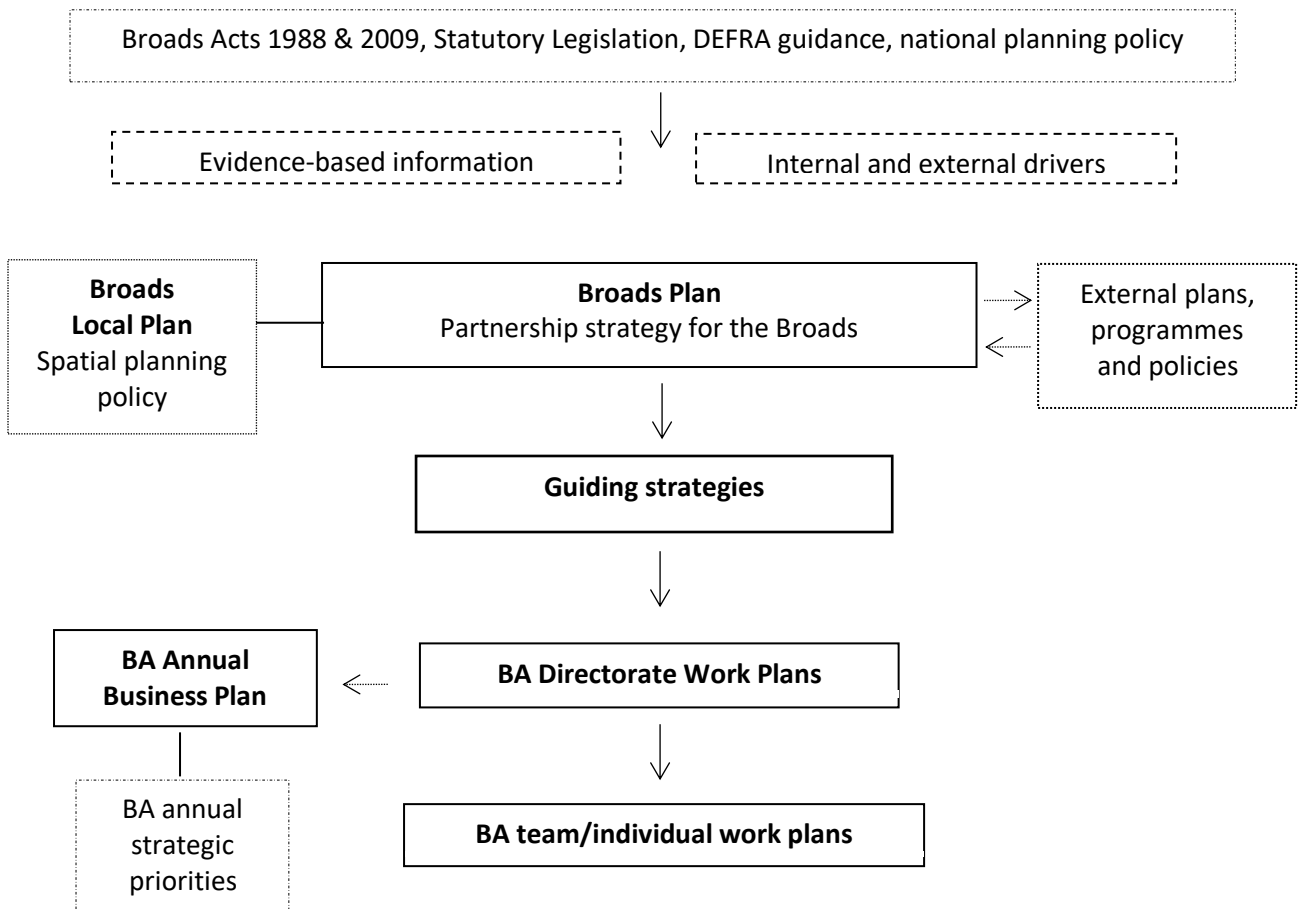 Broads Acts 1988 & 2009, Statutory Legislation, DEFRA guidance, national planning policy
Evidence-based information
Internal and external drivers
Broads
Local Plan
Spatial planning
policy
Broads Plan
Partnership strategy for the Broads
External plans,
programmes
and policies
Guiding strategies
BA Annual
Business Plan
BA Directorate Work Plans
BA annual
strategic
priorities
BA team/individual work plans